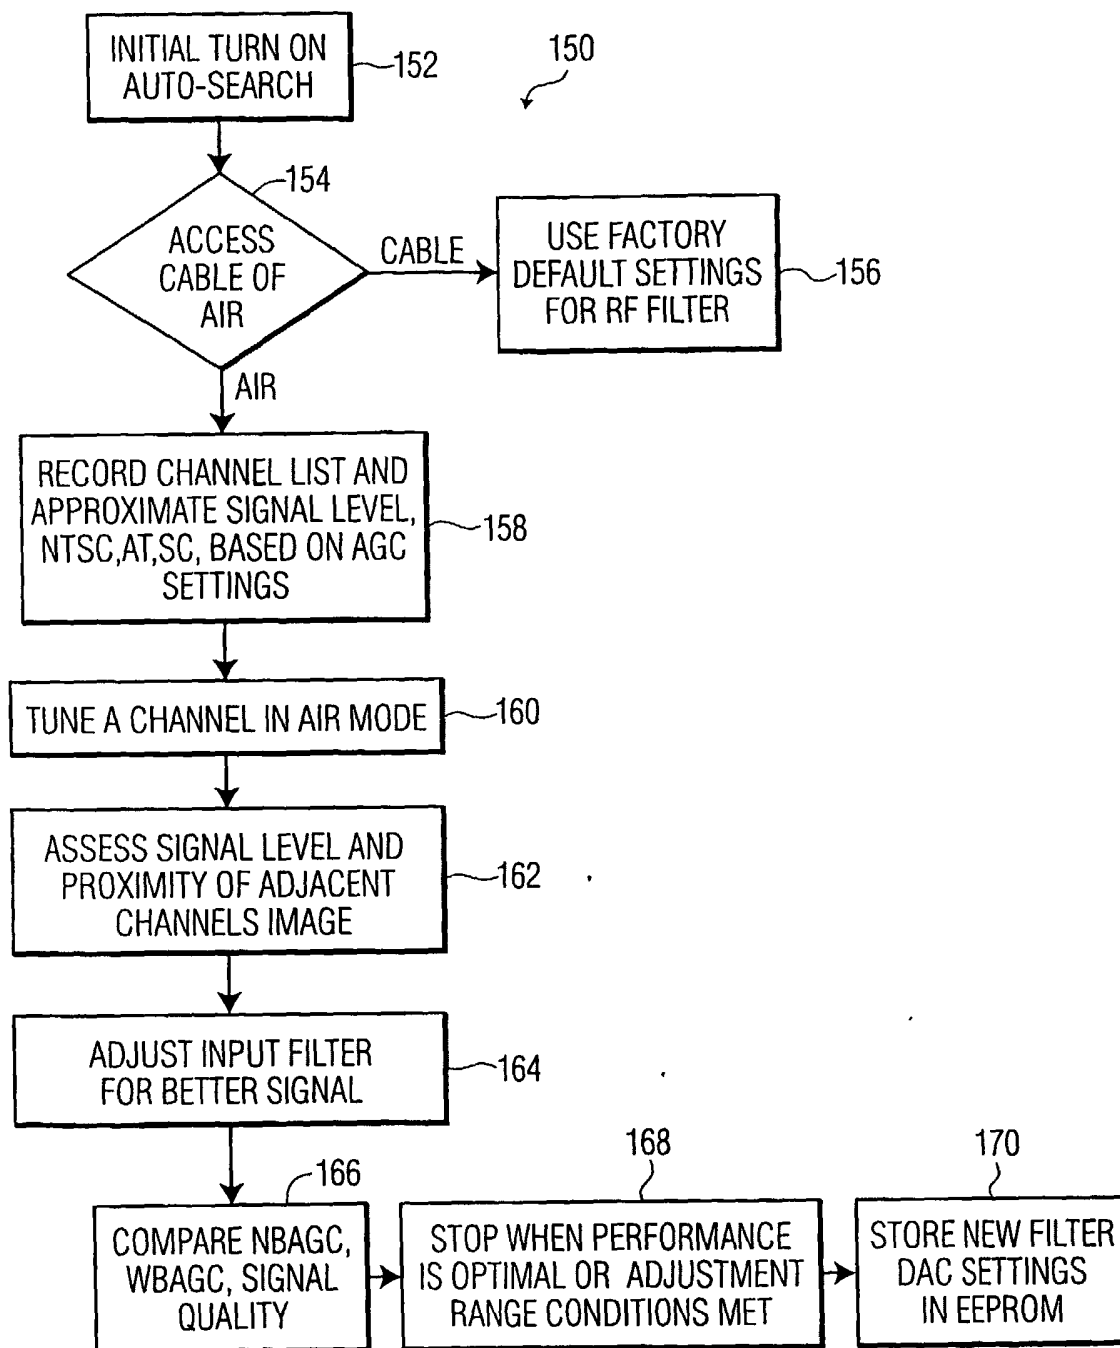 INITIAL TURN ON
AUTO-SEARCH
152
150
154
ACCESS
CABLE OF
AIR
CABLE
USE FACTORY
DEFAULT SETTINGS
FOR RF FILTER
156
AIR
RECORD CHANNEL LIST AND
APPROXIMATE SIGNAL LEVEL,
NTSC,AT,SC, BASED ON AGC
SETTINGS
158
TUNE A CHANNEL IN AIR MODE
160
ASSESS SIGNAL LEVEL AND
PROXIMITY OF ADJACENT
CHANNELS IMAGE
162
ADJUST INPUT FILTER
FOR BETTER SIGNAL
164
166
COMPARE NBAGC,
WBAGC, SIGNAL
QUALITY
168
STOP WHEN PERFORMANCE
IS OPTIMAL OR ADJUSTMENT
RANGE CONDITIONS MET
170
STORE NEW FILTER
DAC SETTINGS
IN EEPROM